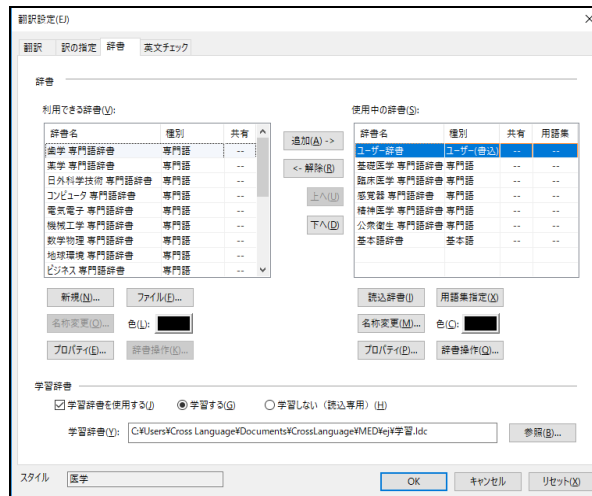 翻訳設定(EJ)
翻訳 訳の指定 辞書 英文チェック
辞書
利用できる辞書(V):
辞書名 種別 共有
歯学 専門語辞書 専門語 --
薬学 専門語辞書 専門語 --
日外科学技術 専門語辞書 専門語 --
コンピュータ 専門語辞書 専門語 --
電気電子 専門語辞書 専門語 --
機械工学 専門語辞書 専門語 --
数学物理 専門語辞書 専門語 --
地球環境 専門語辞書 専門語 --
ビジネス 専門語辞書 専門語 --
追加(A) ->
<- 解除(R)
上へ(U)
下へ(D)
使用中の辞書(S):
辞書名 種別 共有 用語集
ユーザー辞書 ユーザー(書込) -- --
基礎医学 専門語辞書 専門語 -- --
臨床医学 専門語辞書 専門語 -- --
感覚器 専門語辞書 専門語 -- --
精神医学 専門語辞書 専門語 -- --
公衆衛生 専門語辞書 専門語 -- --
基本語辞書 基本語 -- --
新規(N)... ファイル(F)...
名称変更(O)... 色(L):
プロパティ(E)... 辞書操作(K)...
読込辞書(I) 用語集指定(X)
名称変更(M)... 色(C):
プロパティ(P)... 辞書操作(Q)...
学習辞書
学習辞書を使用する(J) 学習する(G) 学習しない（読込専用）(H)
学習辞書(Y): C:¥Users¥Cross Language¥Documents¥CrossLanguage¥MED¥ej¥学習.ldc 参照(B)...
スタイル 医学 OK キャンセル リセット(X)